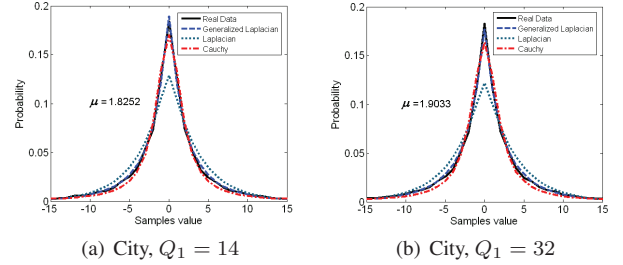 0.2
0.15
0.1
0.05
0
Probability
-15 -10 -5 0 5 10 15
Samples value
Real Data
Generalized Laplacian
Laplacian
Cauchy
μ = 1.8252
(a) City, Q1 = 14
0.2
0.15
0.1
0.05
0
Probability
-15 -10 -5 0 5 10 15
Samples value
Real Data
Generalized Laplacian
Laplacian
Cauchy
μ = 1.9033
(b) City, Q1 = 32